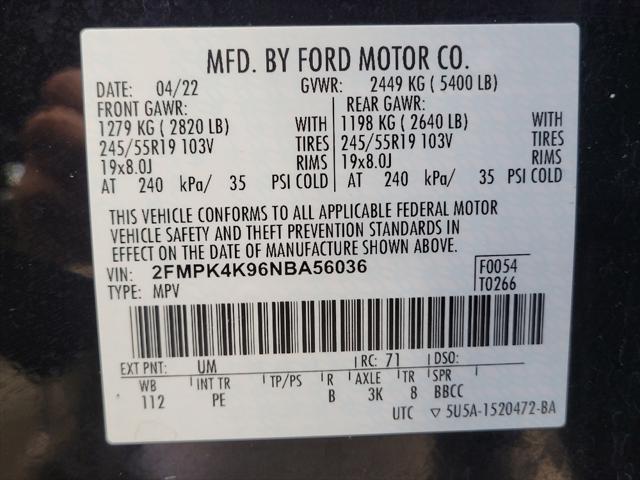 MFD. BY FORD MOTOR CO.
DATE: 04/22 GVWR: 2449 KG ( 5400 LB)
FRONT GAWR: REAR GAWR:
1279 KG ( 2820 LB) WITH 1198 KG ( 2640 LB) WITH
245/55R19 103V TIRES 245/55R19 103V TIRES
19x8.0J RIMS 19x8.0J RIMS
AT 240 kPa/ 35 PSI COLD AT 240 kPa/ 35 PSI COLD
THIS VEHICLE CONFORMS TO ALL APPLICABLE FEDERAL MOTOR
VEHICLE SAFETY AND THEFT PREVENTION STANDARDS IN
EFFECT ON THE DATE OF MANUFACTURE SHOWN ABOVE.
VIN: 2FMPK4K96NBA56036 F0054
TYPE: MPV T0266
EXT PNT: UM RC: 71 DSO:
WB INT TR TP/PS R AXLE TR SPR
112 PE B 3K 8 BBCC
UTC ▽ 5U5A-1520472-BA